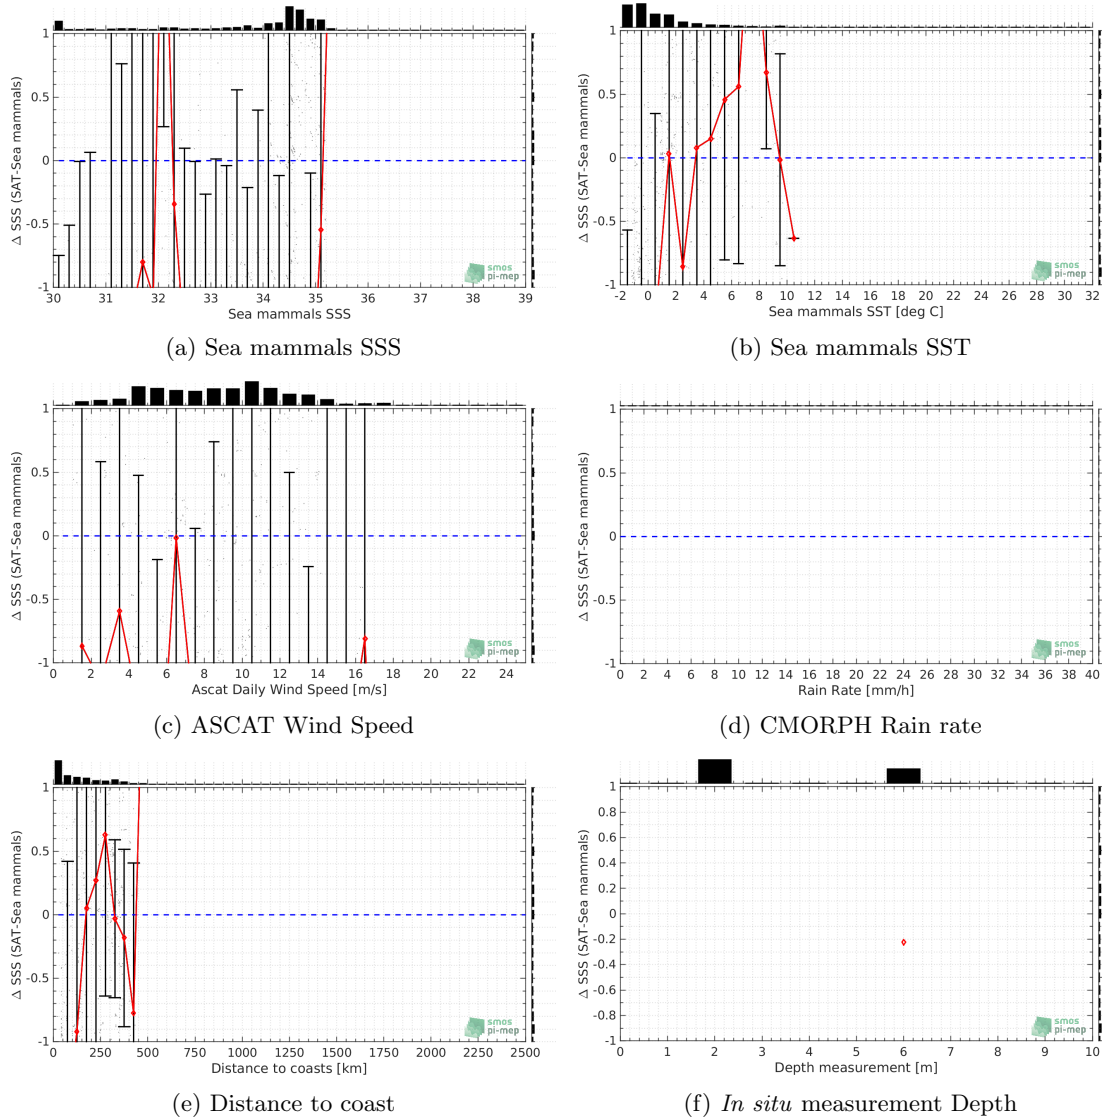 1
0.5
0
-0.5
-1
30 31 32 33 34 35 36 37 38 39
Δ SSS (SAT-Sea mammals)
Sea mammals SSS
smos
pi-mep
(a) Sea mammals SSS
1
0.5
0
-0.5
-1
-2 0 2 4 6 8 10 12 14 16 18 20 22 24 26 28 30 32
Δ SSS (SAT-Sea mammals)
Sea mammals SST [deg C]
smos
pi-mep
(b) Sea mammals SST
1
0.5
0
-0.5
-1
0 2 4 6 8 10 12 14 16 18 20 22 24
Δ SSS (SAT-Sea mammals)
Ascat Daily Wind Speed [m/s]
smos
pi-mep
(c) ASCAT Wind Speed
1
0.5
0
-0.5
-1
0 2 4 6 8 10 12 14 16 18 20 22 24 26 28 30 32 34 36 38 40
Δ SSS (SAT-Sea mammals)
Rain Rate [mm/h]
smos
pi-mep
(d) CMORPH Rain rate
1
0.5
0
-0.5
-1
0 250 500 750 1000 1250 1500 1750 2000 2250 2500
Δ SSS (SAT-Sea mammals)
Distance to coasts [km]
smos
pi-mep
(e) Distance to coast
1
0.8
0.6
0.4
0.2
0
-0.2
-0.4
-0.6
-0.8
-1
0 1 2 3 4 5 6 7 8 9 10
Δ SSS (SAT-Sea mammals)
Depth measurement [m]
smos
pi-mep
(f) In situ measurement Depth